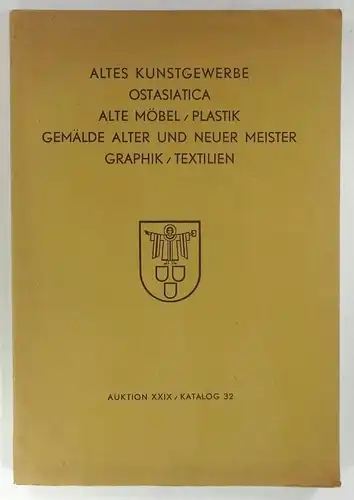 ALTES KUNSTGEWERBE
OSTASIATICA
ALTE MÖBEL / PLASTIK
GEMÄLDE ALTER UND NEUER MEISTER
GRAPHIK / TEXTILIEN
AUKTION XXIX / KATALOG 32